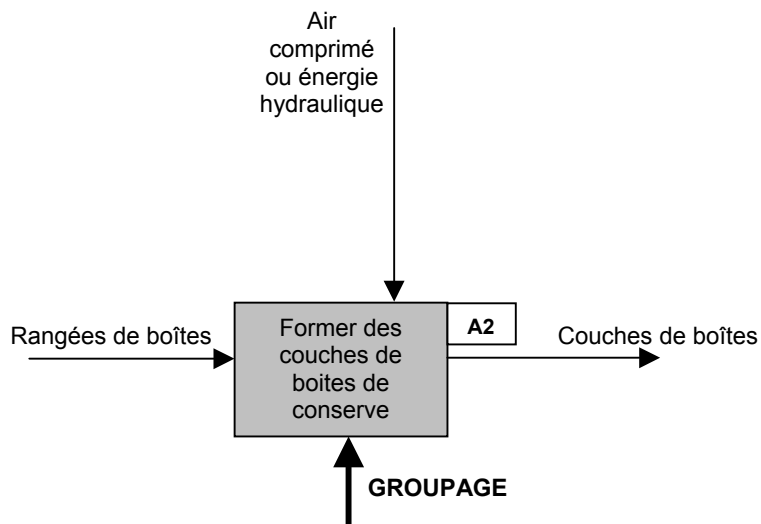 Air
comprimé
ou énergie
hydraulique
Rangées de boîtes
Former des
couches de
boites de
conserve
A2
Couches de boîtes
GROUPAGE